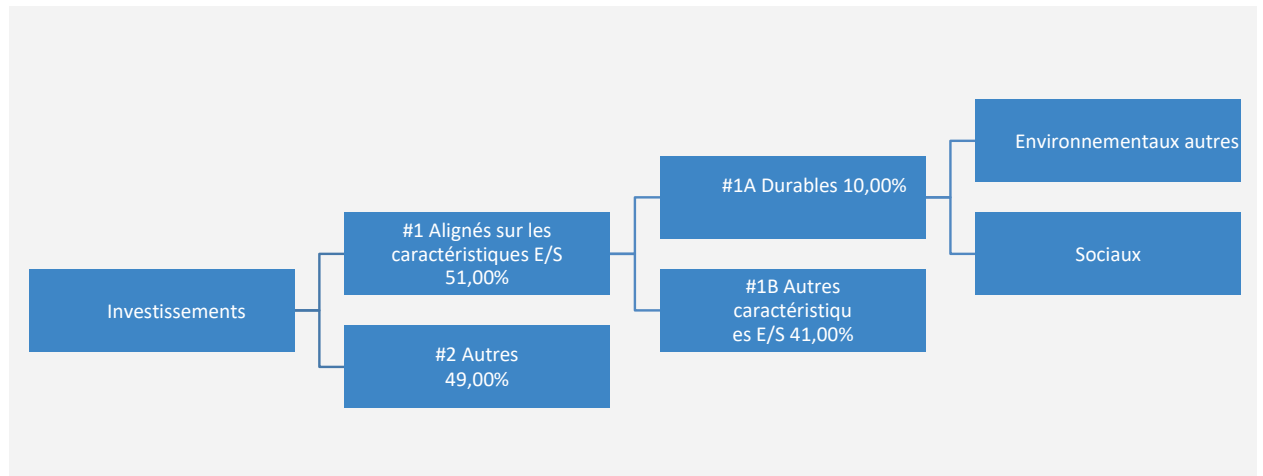 Investissements
#1 Alignés sur les
caractéristiques E/S
51,00%
#2 Autres
49,00%
#1A Durables 10,00%
#1B Autres
caractéristiqu
es E/S 41,00%
Environnementaux autres
Sociaux